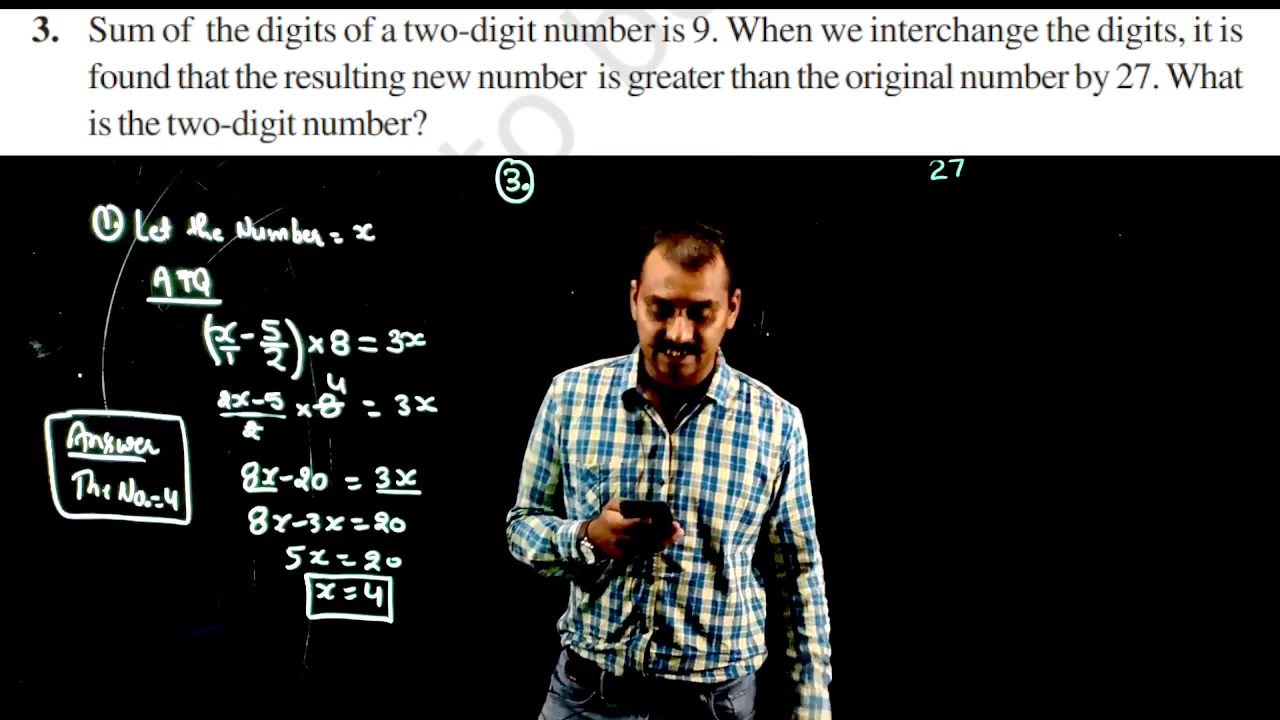 3. Sum of the digits of a two-digit number is 9. When we interchange the digits, it is
found that the resulting new number is greater than the original number by 27. What
is the two-digit number?
to be
①. Let the Number = x
ATQ
(x/1 - 5/2) × 8 = 3x
(2x-5)/2 × 8 4 = 3x
8x - 20 = 3x
8x - 3x = 20
5x = 20
x = 4
Answer
The No. = 4
③.
27